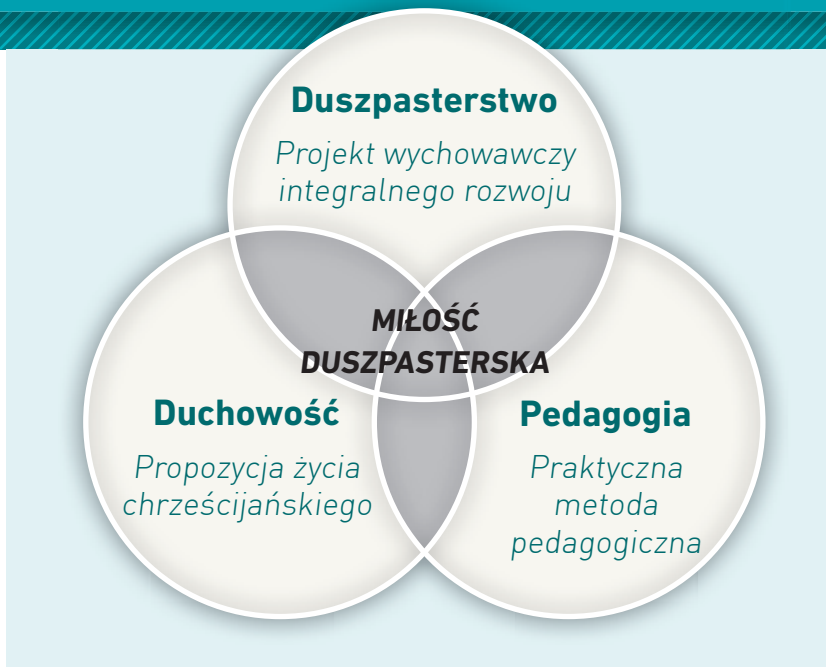 Duszpasterstwo
Projekt wychowawczy
integralnego rozwoju
MIŁOŚĆ
DUSZPASTERSKA
Duchowość
Propozycja życia
chrześcijańskiego
Pedagogia
Praktyczna
metoda
pedagogiczna